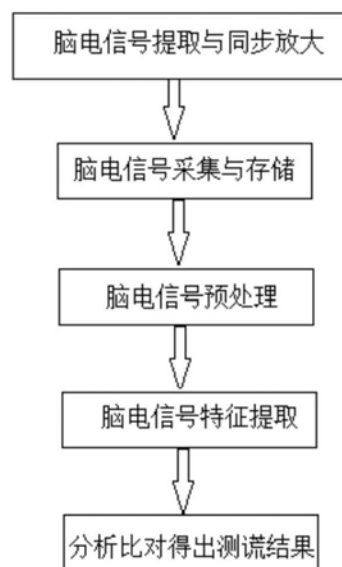 脑电信号提取与同步放大
脑电信号采集与存储
脑电信号预处理
脑电信号特征提取
分析比对得出测谎结果